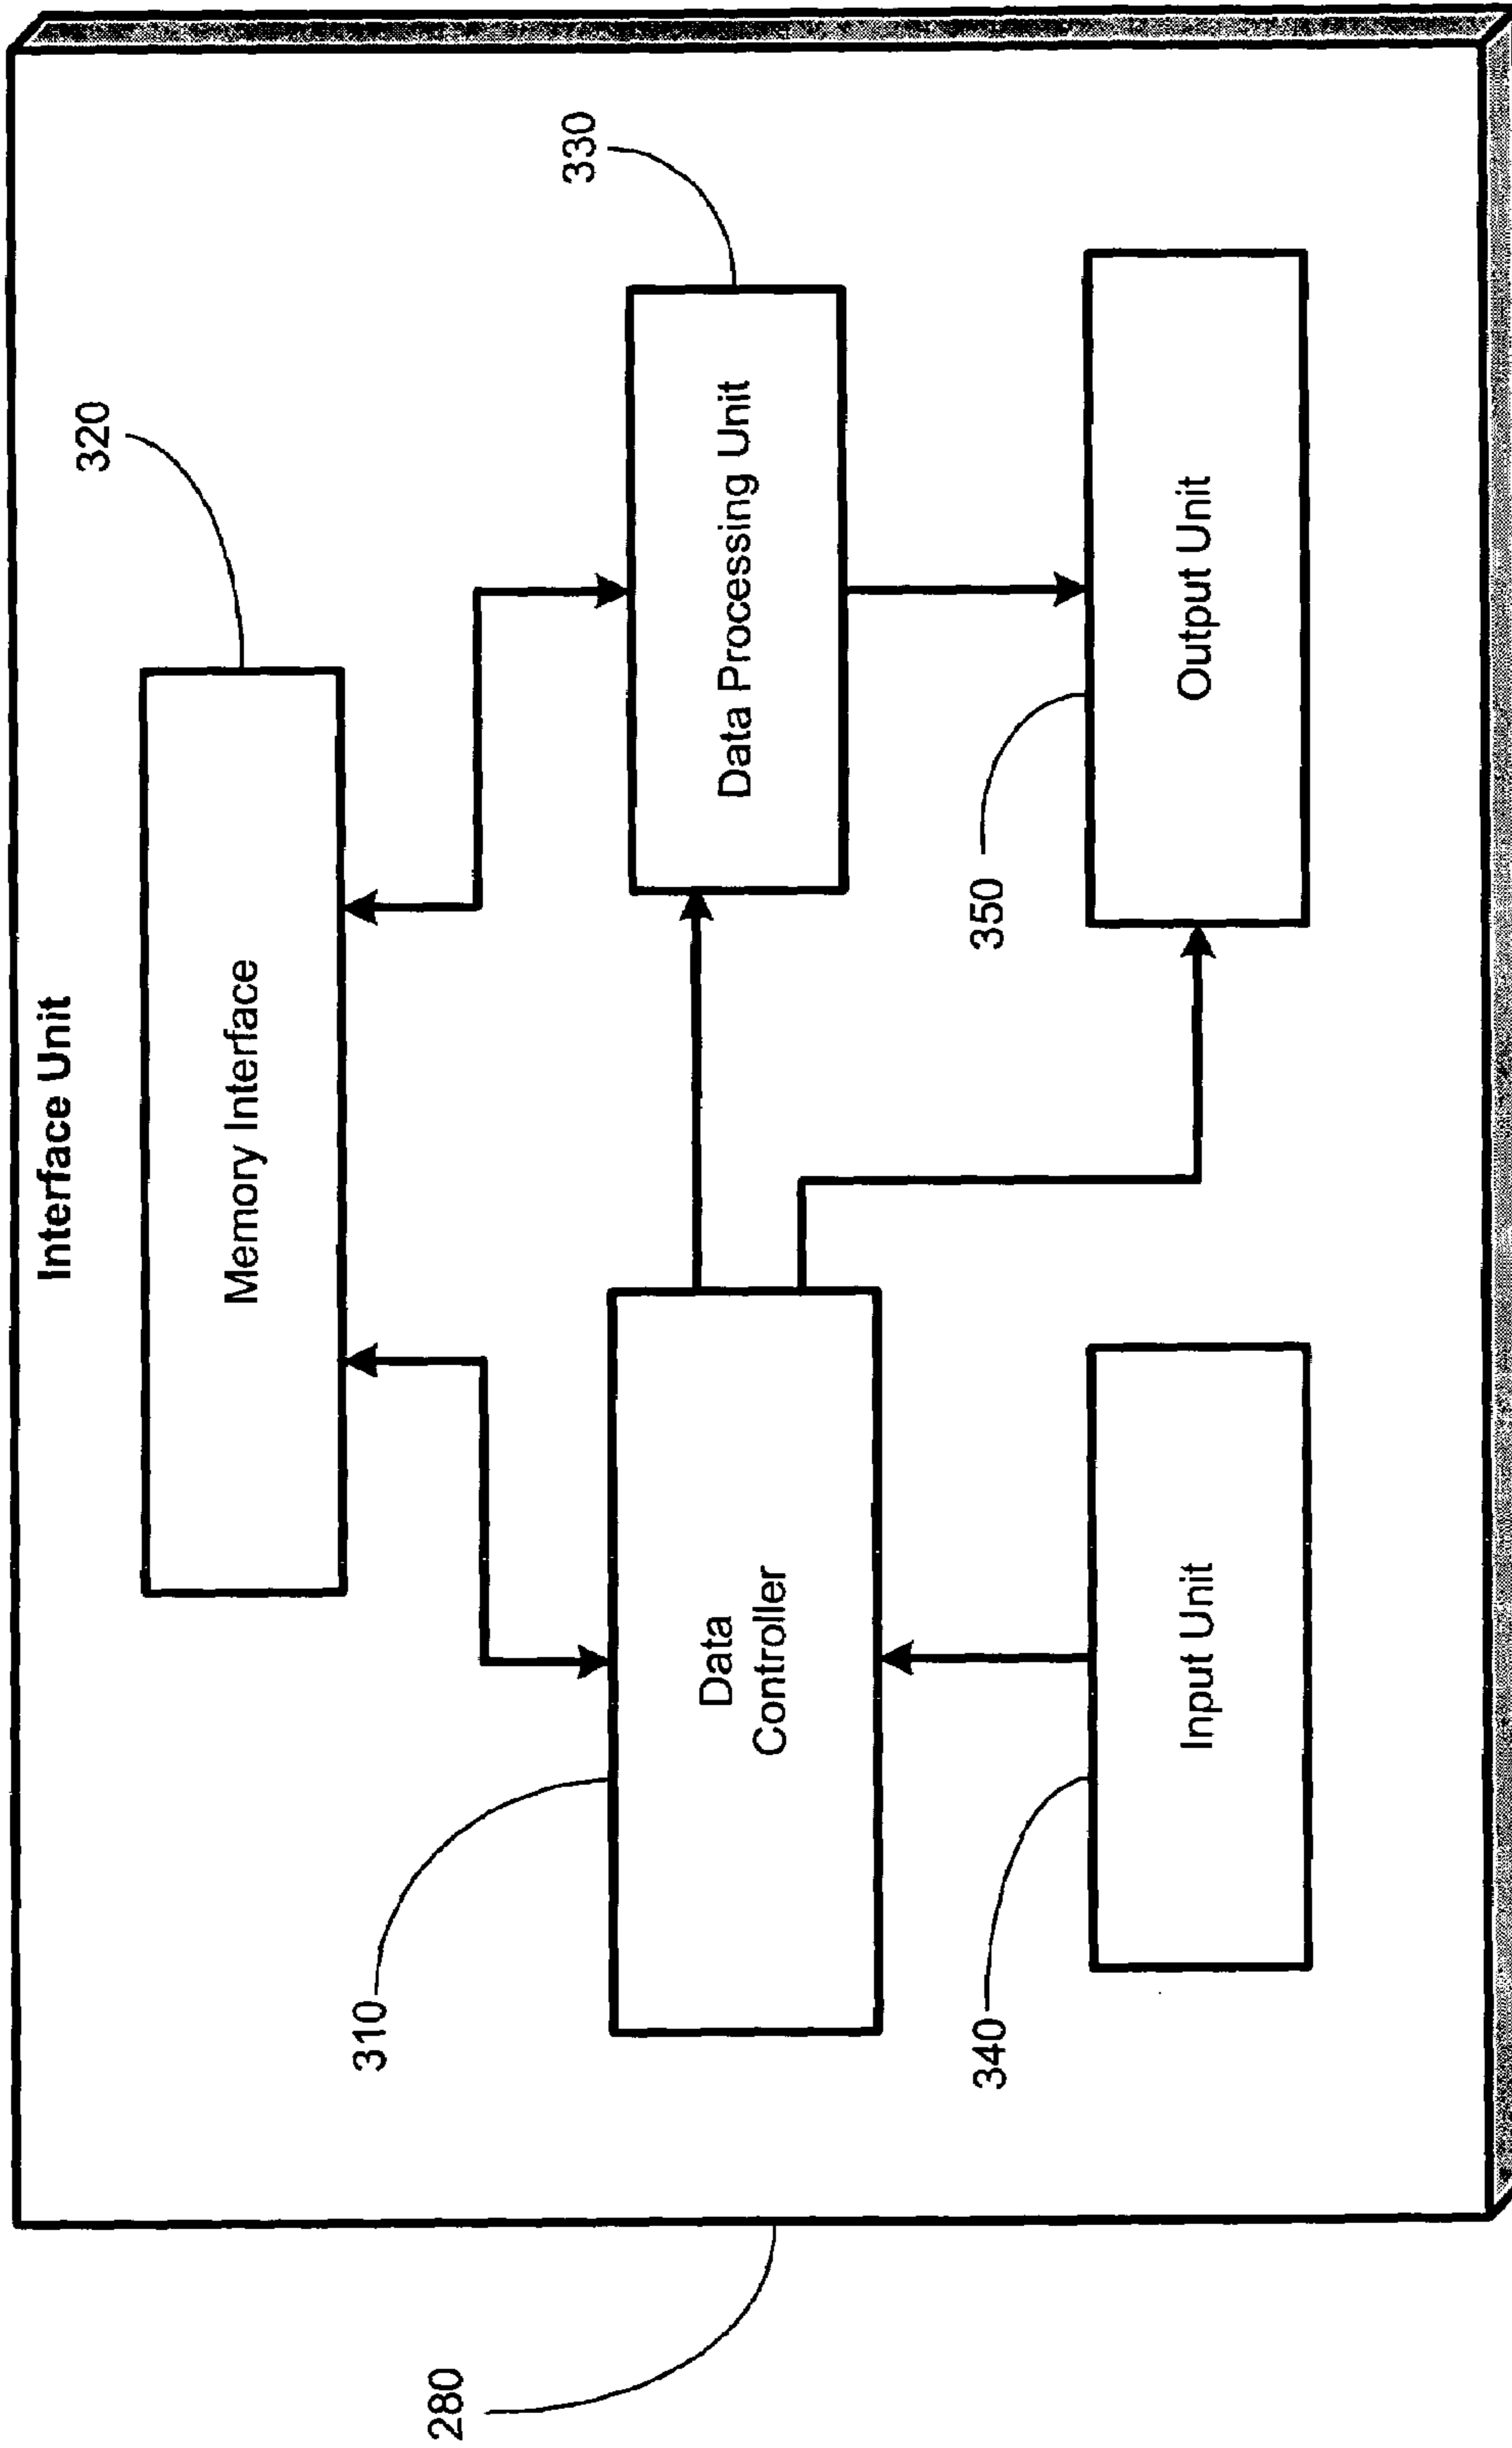 Interface Unit
320
Memory Interface
330
310
Data
Controller
Data Processing Unit
350
340
Input Unit
Output Unit
280